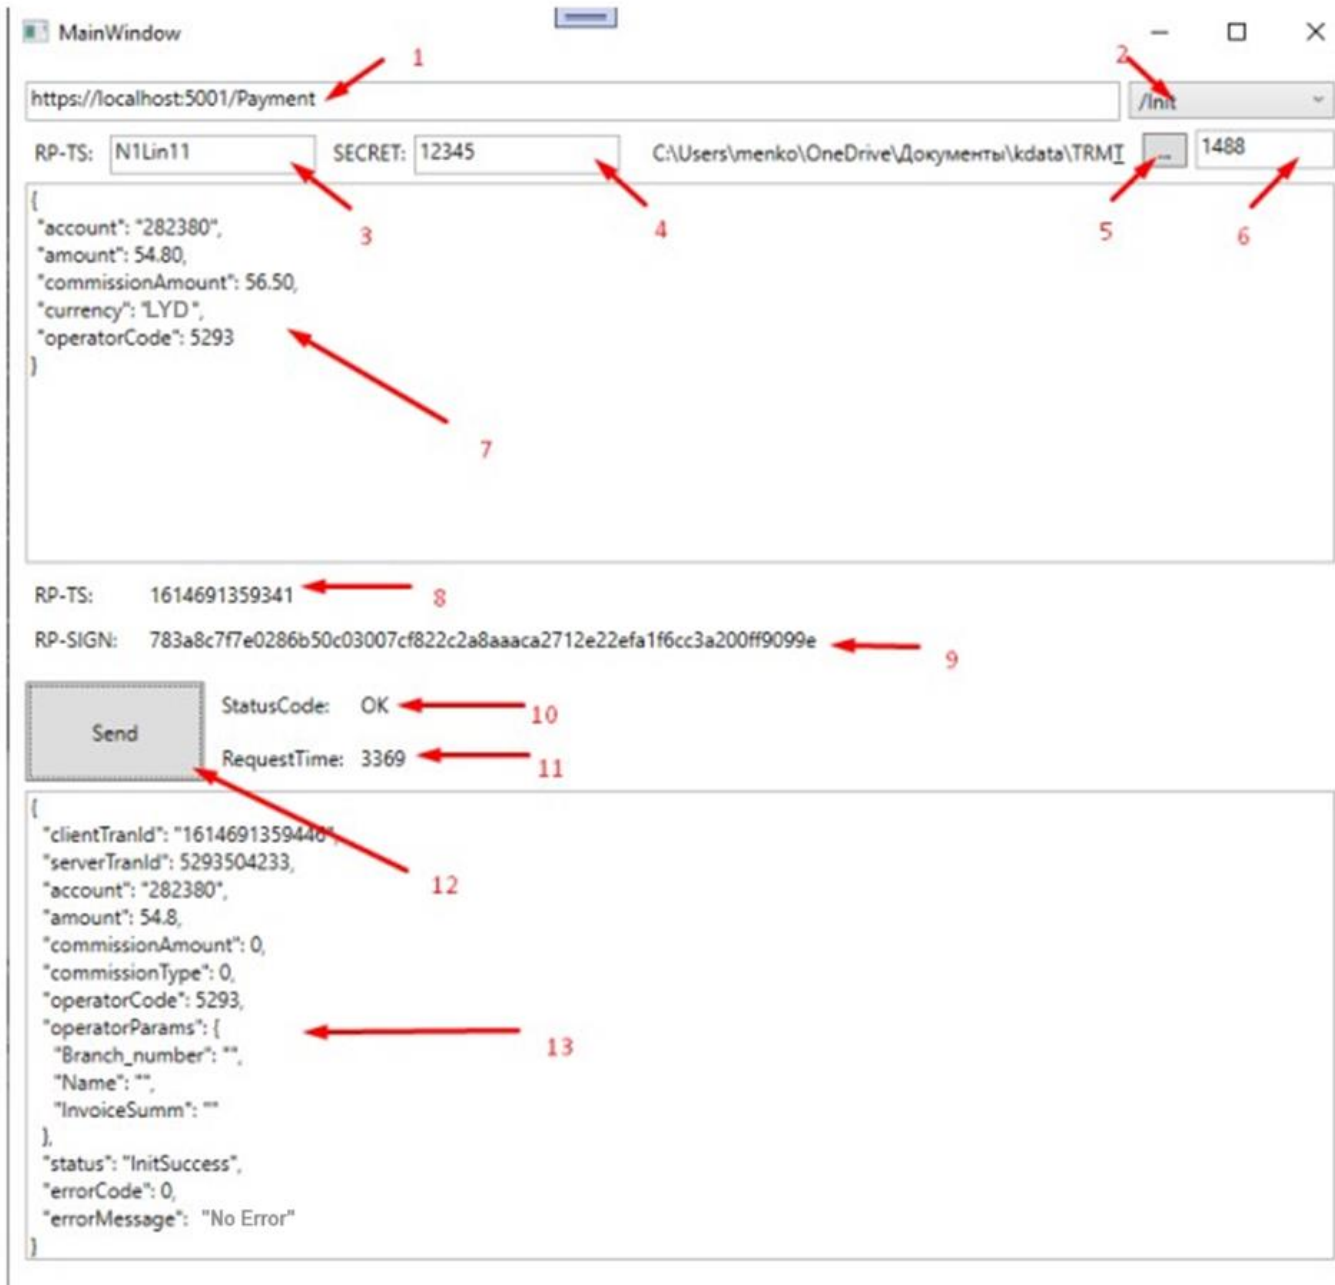 MainWindow
1
2
https://localhost:5001/Payment
/Init
RP-TS: N1Lin11 SECRET: 12345 C:\Users\menko\OneDrive\Документы\kdata\TRMT ... 1488
3
4
5
6
{
"account": "282380",
"amount": 54.80,
"commissionAmount": 56.50,
"currency": "LYD",
"operatorCode": 5293
}
7
RP-TS: 1614691359341
8
RP-SIGN: 783a8c7f7e0286b50c03007cf822c2a8aaaca2712e22efa1f6cc3a200ff9099e
9
Send
StatusCode: OK
10
RequestTime: 3369
11
{
"clientTranId": "1614691359446",
"serverTranId": 5293504233,
"account": "282380",
12
"amount": 54.8,
"commissionAmount": 0,
"commissionType": 0,
"operatorCode": 5293,
"operatorParams": {
13
"Branch_number": "",
"Name": "",
"InvoiceSumm": ""
},
"status": "InitSuccess",
"errorCode": 0,
"errorMessage": "No Error"
}